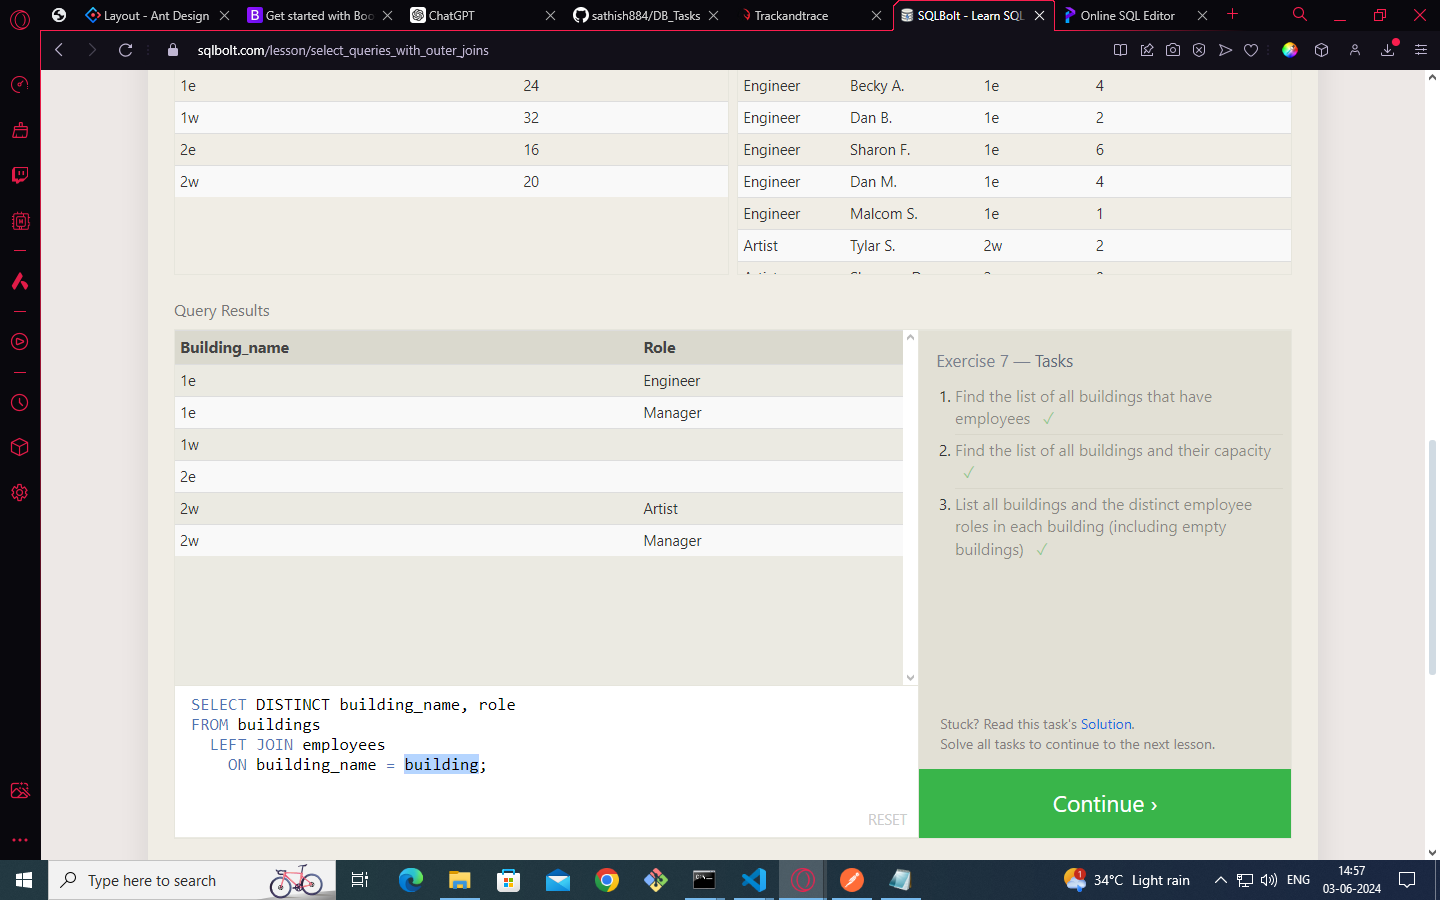 Layout - Ant Design
Get started with Boo
ChatGPT
sathish884/DB_Tasks
Trackandtrace
SQLBolt - Learn SQL
Online SQL Editor
sqlbolt.com/lesson/select_queries_with_outer_joins
1e 24
1w 32
2e 16
2w 20
Engineer Becky A. 1e 4
Engineer Dan B. 1e 2
Engineer Sharon F. 1e 6
Engineer Dan M. 1e 4
Engineer Malcom S. 1e 1
Artist Tylar S. 2w 2
Query Results
Building_name Role
1e Engineer
1e Manager
1w
2e
2w Artist
2w Manager
Exercise 7 — Tasks
1. Find the list of all buildings that have
employees ✓
2. Find the list of all buildings and their capacity
✓
3. List all buildings and the distinct employee
roles in each building (including empty
buildings) ✓
SELECT DISTINCT building_name, role
FROM buildings
LEFT JOIN employees
ON building_name = building;
RESET
Stuck? Read this task's Solution.
Solve all tasks to continue to the next lesson.
Continue ›
Type here to search
1
34°C Light rain
ENG
14:57
03-06-2024